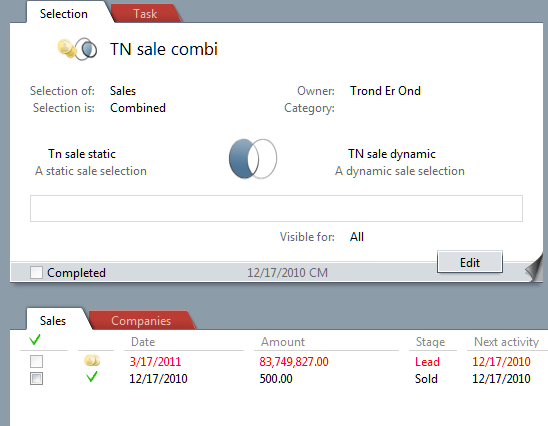 Selection Task
TN sale combi
Selection of: Sales Owner: Trond Er Ond
Selection is: Combined Category:
Tn sale static TN sale dynamic
A static sale selection A dynamic sale selection
Visible for: All
Edit
Completed 12/17/2010 CM
Sales Companies
Date Amount Stage Next activity
3/17/2011 83,749,827.00 Lead 12/17/2010
12/17/2010 500.00 Sold 12/17/2010